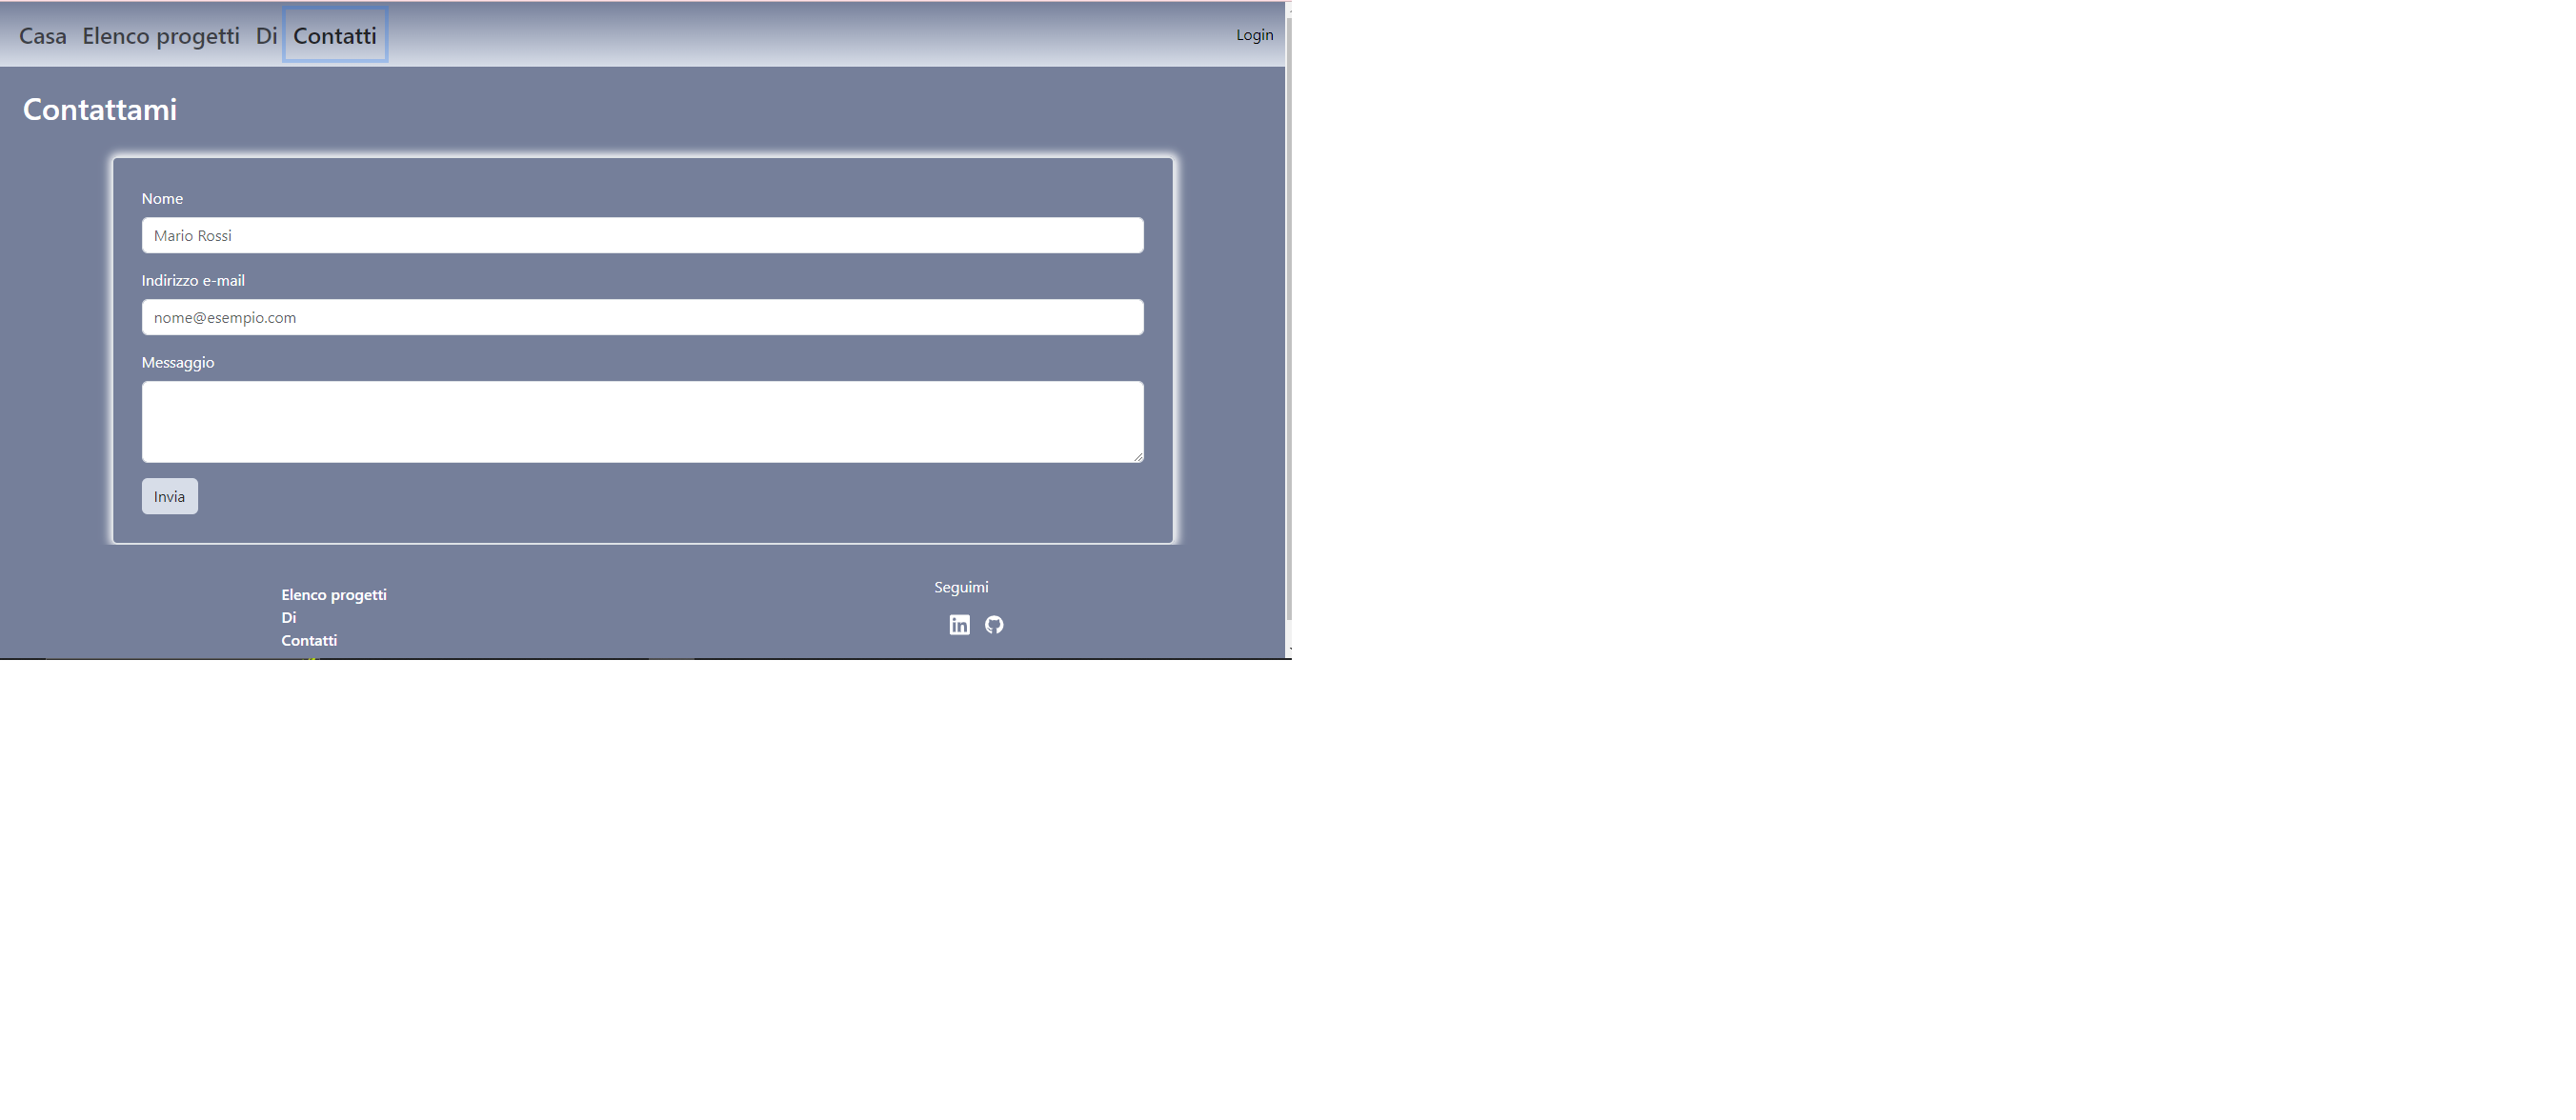 Casa Elenco progetti Di Contatti Login
Contattami
Nome
Mario Rossi
Indirizzo e-mail
nome@esempio.com
Messaggio
Invia
Elenco progetti
Di
Contatti
Seguimi
in